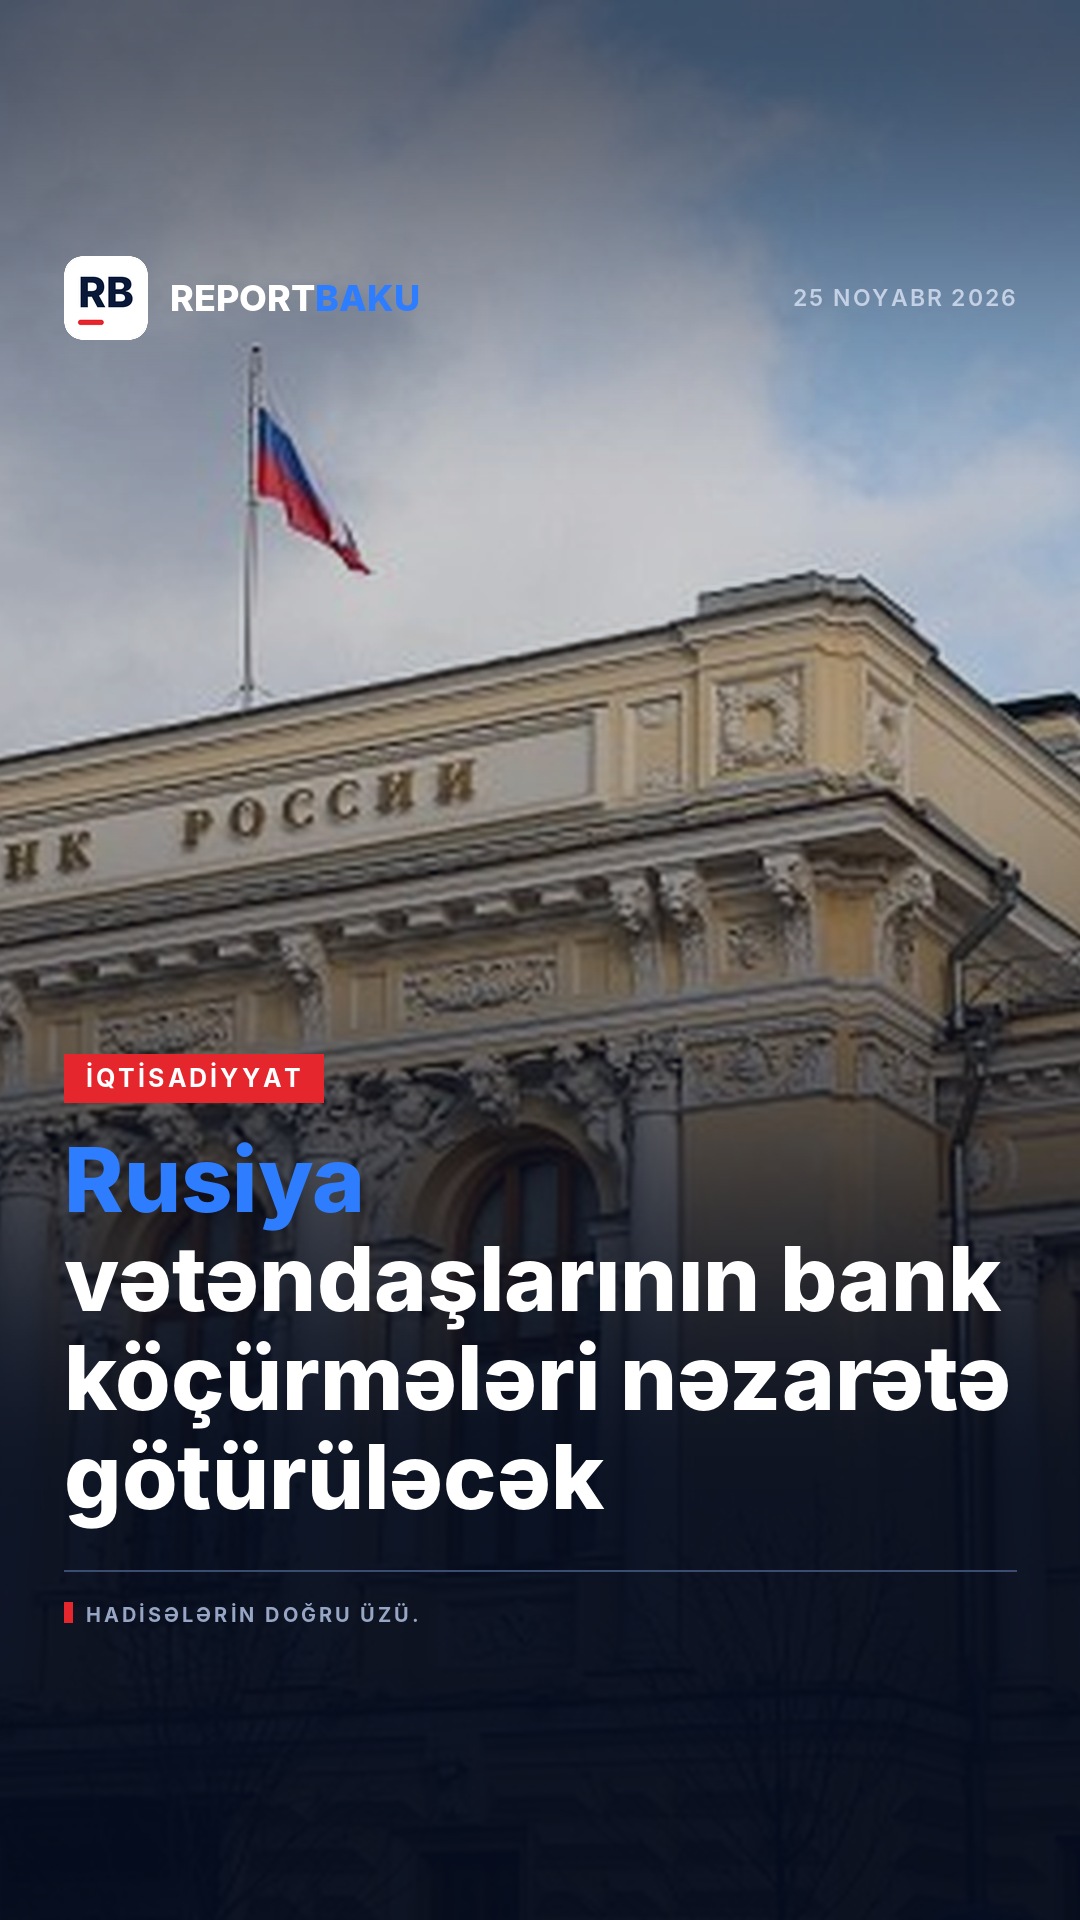 RB
REPORTBAKU
25 NOYABR 2026
НК РОССИИ
İQTİSADİYYAT
Rusiya
vətəndaşlarının bank
köçürmələri nəzarətə
götürüləcək
HADİSƏLƏRİN DOĞRU ÜZÜ.